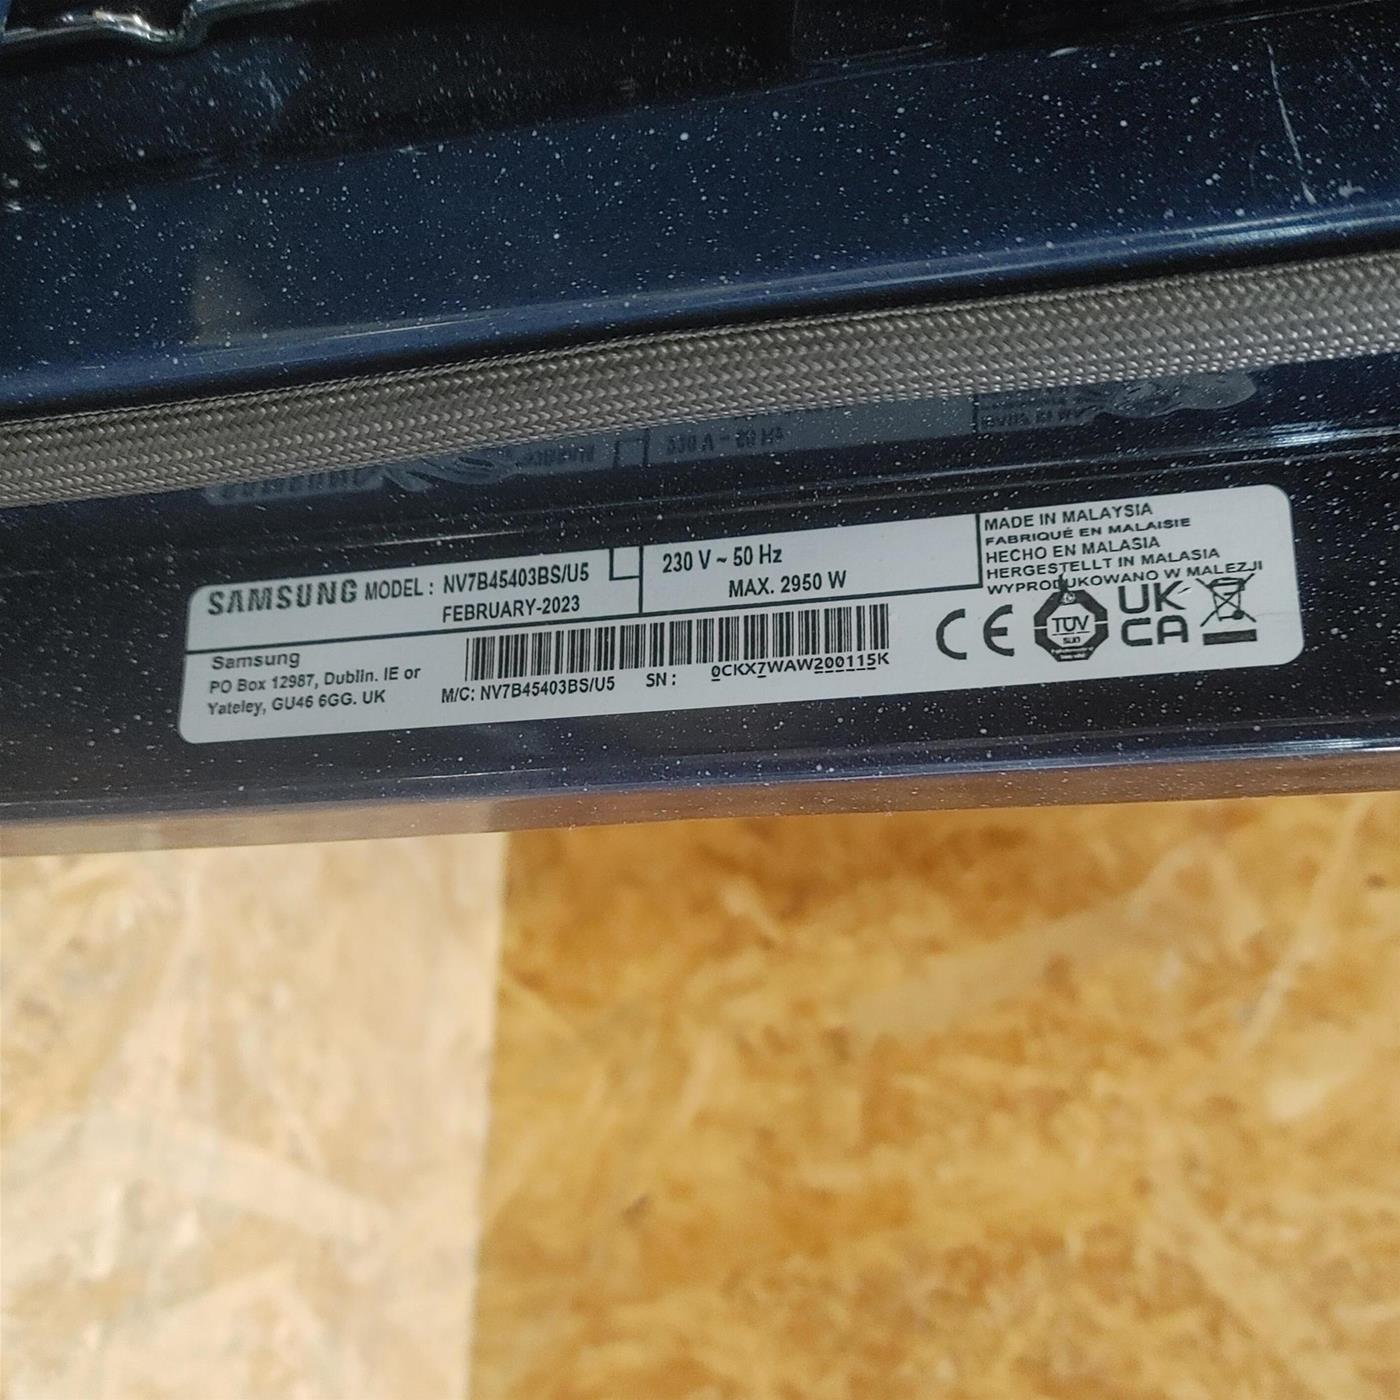 SAMSUNG MODEL : NV7B45403BS/U5
FEBRUARY-2023
230 V ~ 50 Hz
MAX. 2950 W
MADE IN MALAYSIA
FABRIQUÉ EN MALAISIE
HECHO EN MALASIA
HERGESTELLT IN MALASIA
WYPRODUKOWANO W MALEZJI
Samsung
PO Box 12987, Dublin. IE or
Yateley, GU46 6GG. UK
M/C: NV7B45403BS/U5 SN : 0CKX7WAW200115K
CE
TÜV
SÜD
UK
CA